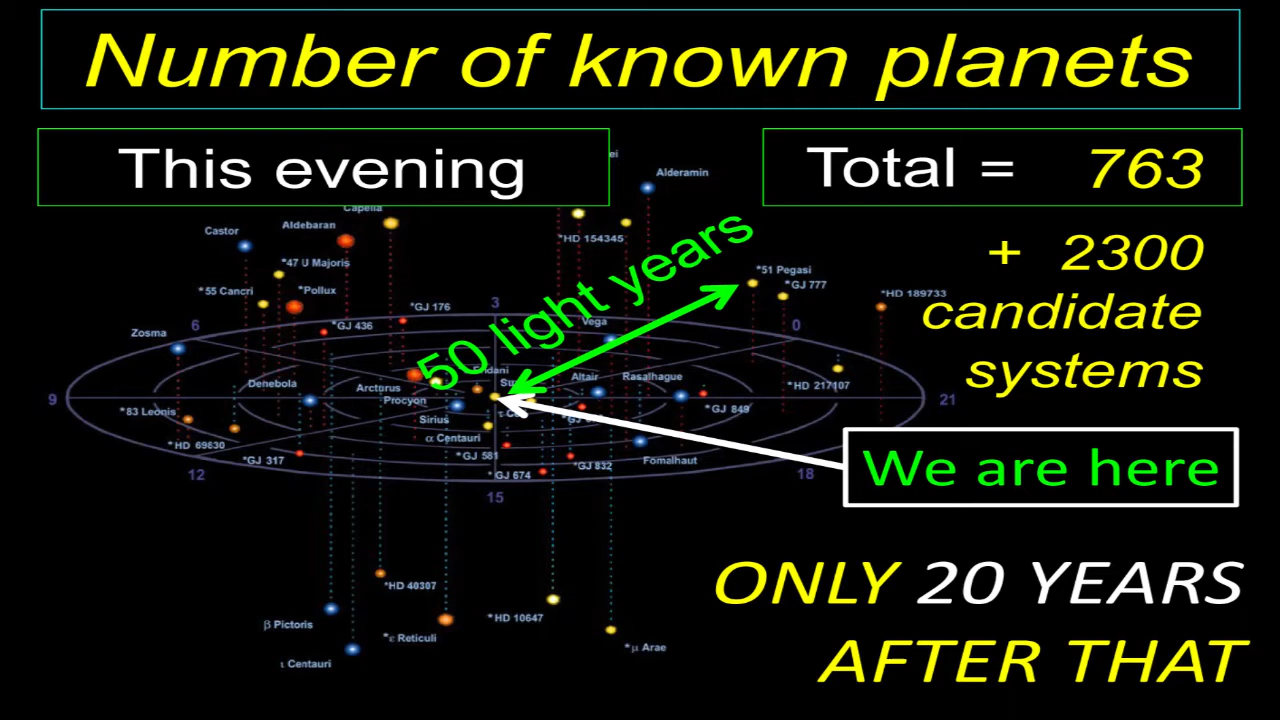 Number of known planets
This evening
Total = 763
+ 2300
candidate
systems
50 light years
We are here
ONLY 20 YEARS
AFTER THAT
Alderamin
Capella
Castor
Aldebaran
*HD 154345
*47 U Majoris
*51 Pegasi
*GJ 777
*55 Cancri
*Pollux
*HD 189733
*GJ 176
3
*GJ 436
Vega
0
6
Zosma
Denebola
Arcturus
Altair
Rasalhague
*HD 217107
9
Procyon
21
*83 Leonis
Sirius
*GJ 849
α Centauri
*HD 69830
*GJ 317
*GJ 581
*GJ 832
Fomalhaut
12
*GJ 674
18
15
*HD 40307
β Pictoris
*HD 10647
*ε Reticuli
*μ Arae
ι Centauri